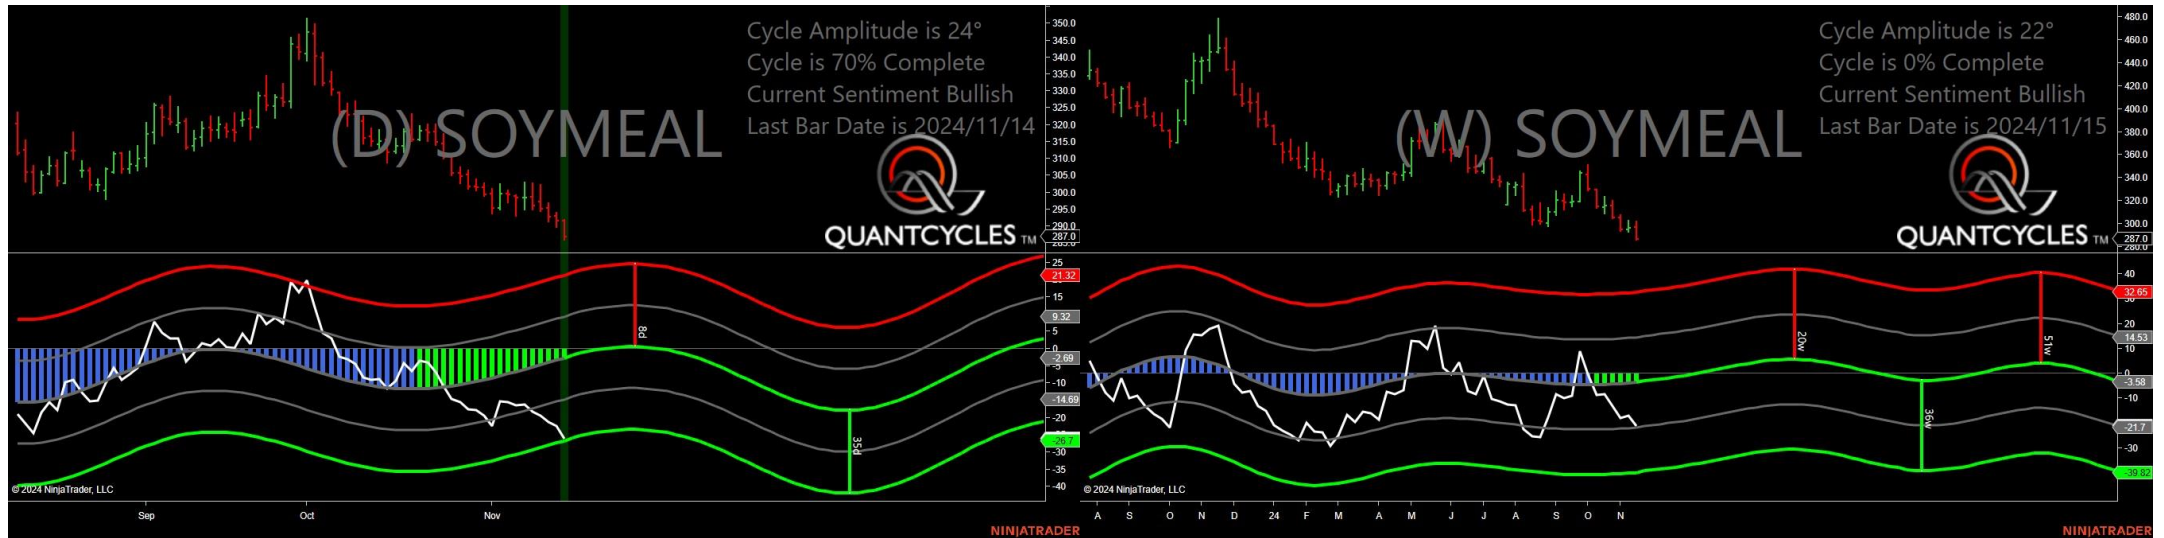 Cycle Amplitude is 24°
Cycle is 70% Complete
Current Sentiment Bullish
Last Bar Date is 2024/11/14
(D) SOYMEAL
QUANTCYCLES TM
350.0
345.0
340.0
335.0
330.0
325.0
320.0
315.0
310.0
305.0
300.0
295.0
290.0
287.0
25
21.32
15
9.32
5
0
-2.69
-5
-10
-14.69
-20
-26.7
-30
-35
-40
8d
35d
© 2024 NinjaTrader, LLC
Sep
Oct
Nov
NINJATRADER
Cycle Amplitude is 22°
Cycle is 0% Complete
Current Sentiment Bullish
Last Bar Date is 2024/11/15
(W) SOYMEAL
QUANTCYCLES TM
480.0
460.0
440.0
420.0
400.0
380.0
360.0
340.0
320.0
300.0
287.0
40
32.65
20
14.53
10
0
-3.58
-10
-21.7
-30
-39.82
20w
36w
51w
© 2024 NinjaTrader, LLC
A
S
O
N
D
24
F
M
A
M
J
J
A
S
O
N
NINJATRADER